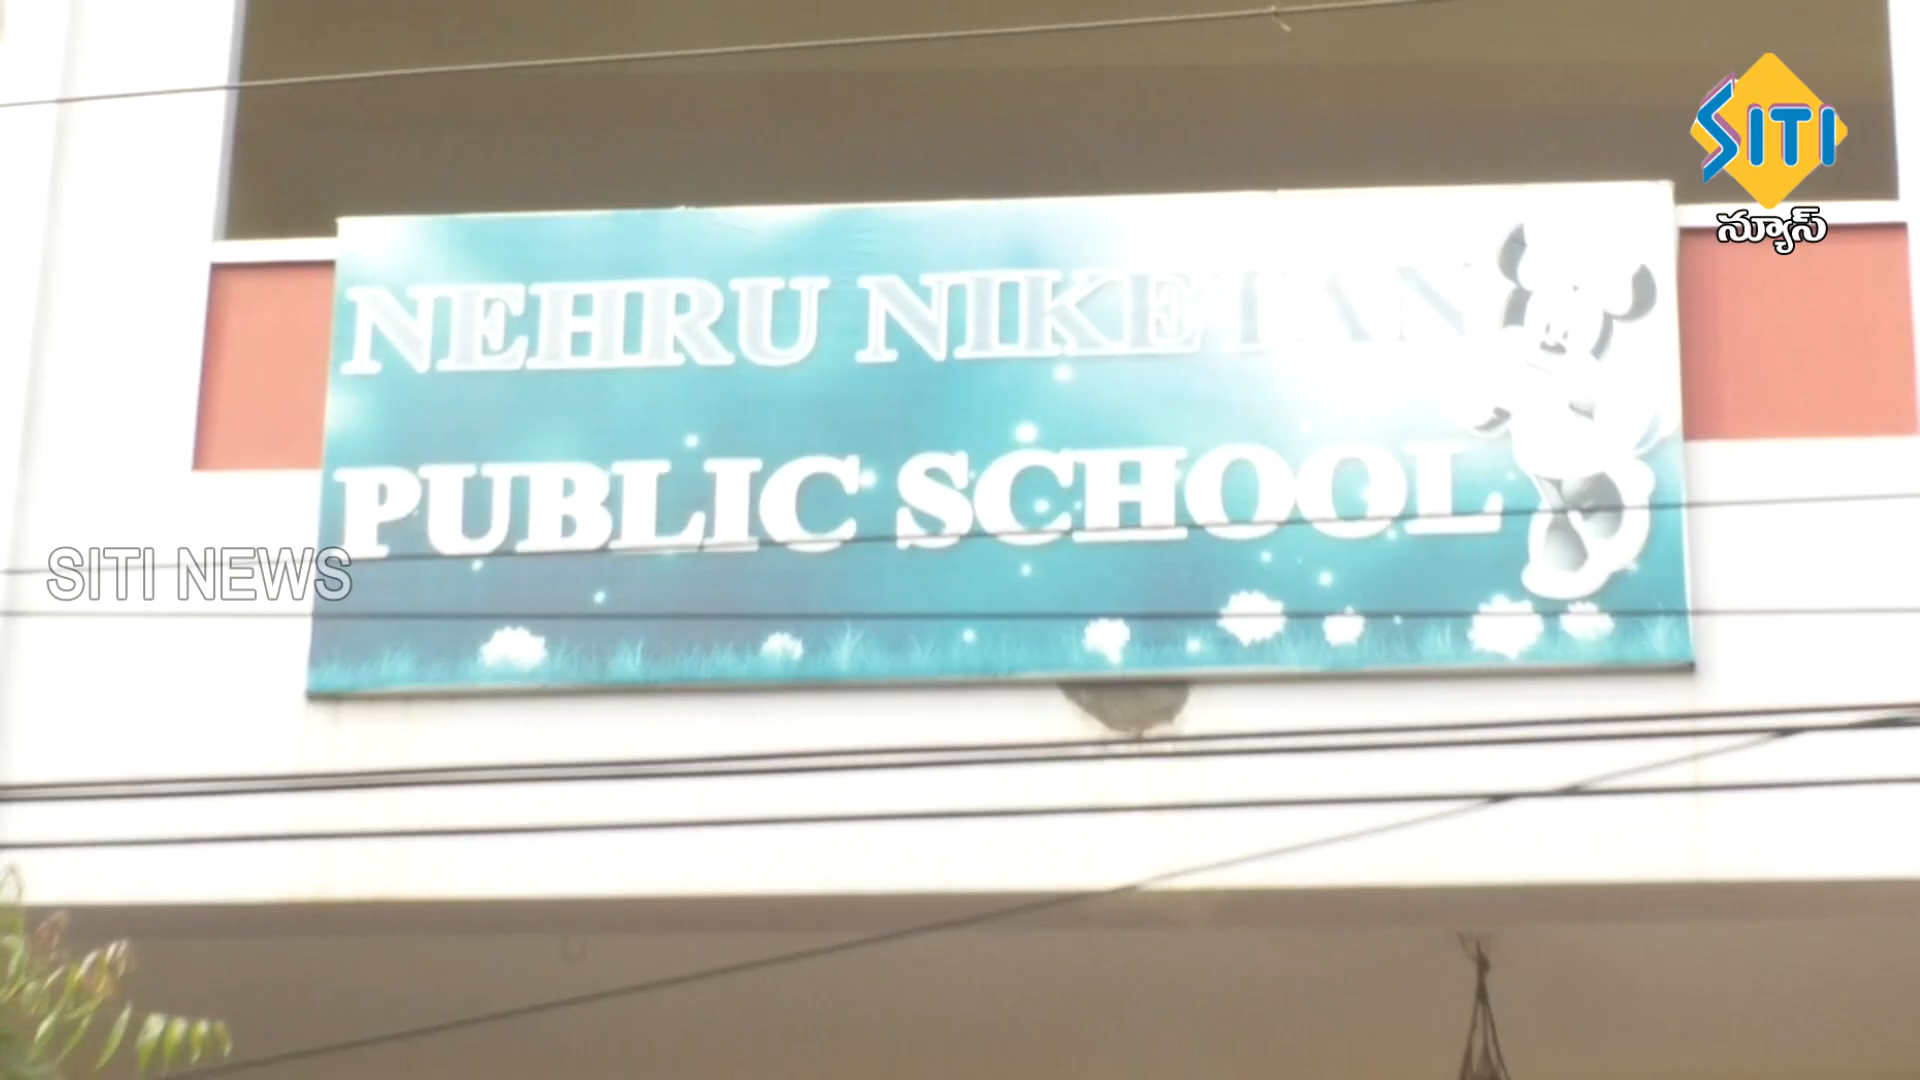 SITI
న్యూస్
NEHRU NIKETAN
PUBLIC SCHOOL
SITI NEWS